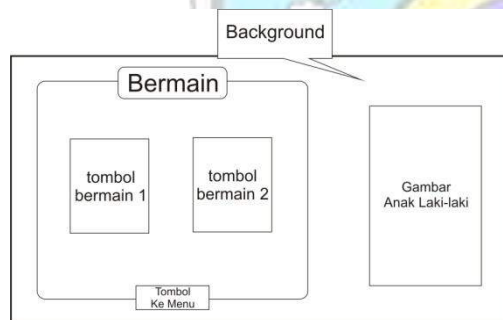 Background
Bermain
tombol
bermain 1
tombol
bermain 2
Gambar
Anak Laki-laki
Tombol
Ke Menu